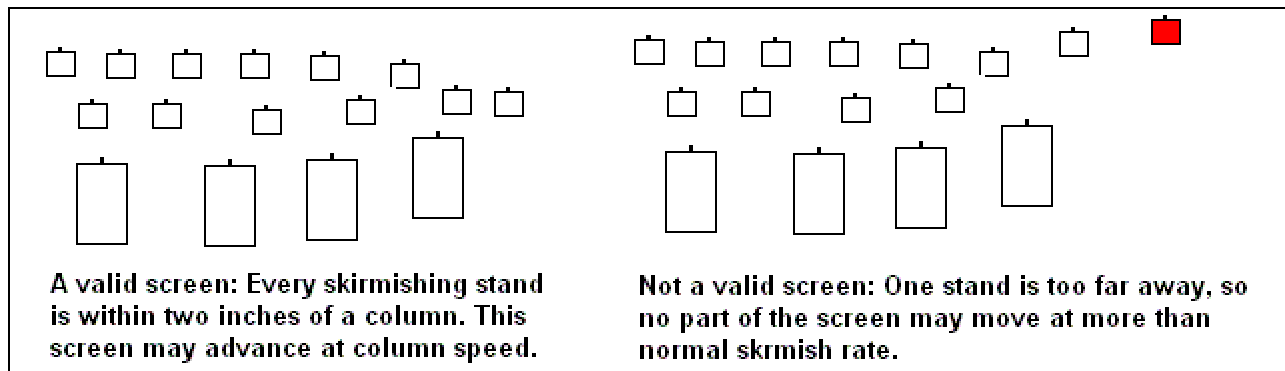 A valid screen: Every skirmishing stand
is within two inches of a column. This
screen may advance at column speed.
Not a valid screen: One stand is too far away, so
no part of the screen may move at more than
normal skrmish rate.